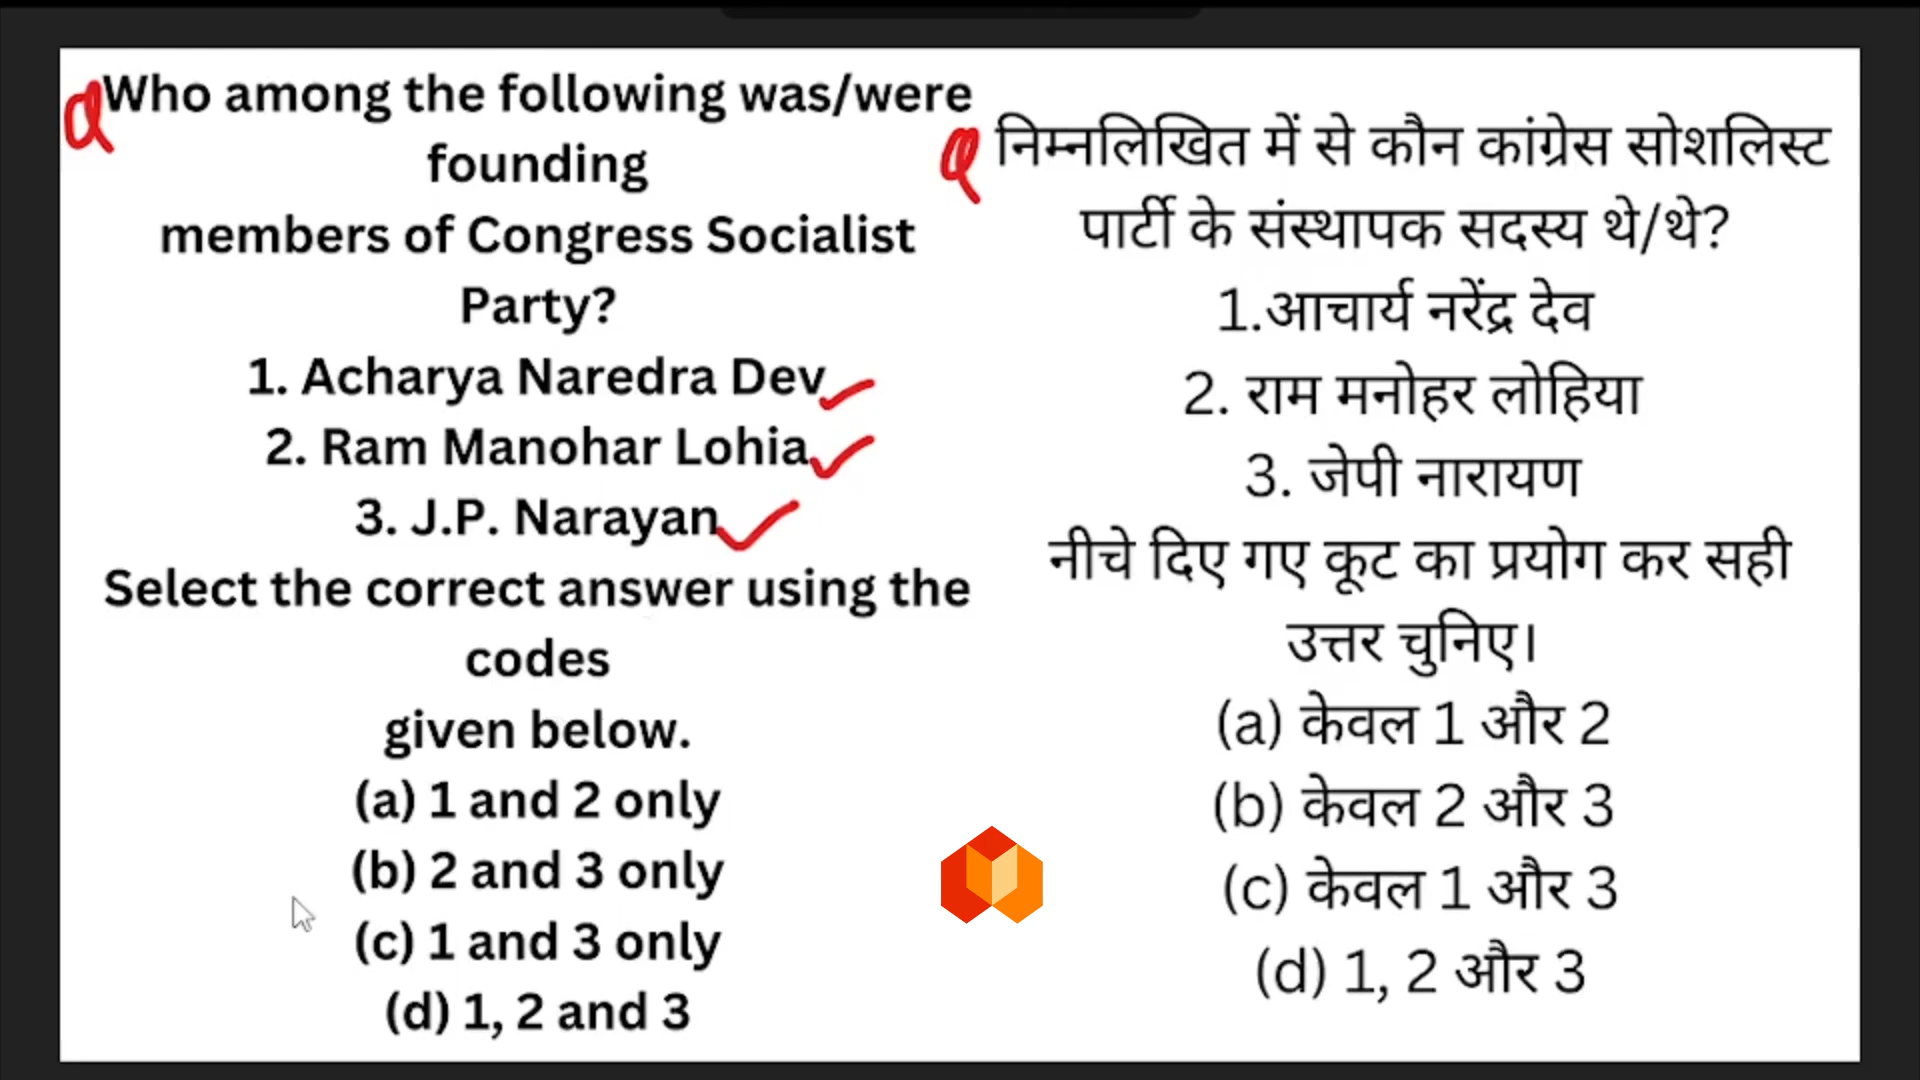 Q Who among the following was/were
founding
members of Congress Socialist
Party?
1. Acharya Naredra Dev
2. Ram Manohar Lohia
3. J.P. Narayan
Select the correct answer using the
codes
given below.
(a) 1 and 2 only
(b) 2 and 3 only
(c) 1 and 3 only
(d) 1, 2 and 3
Q निम्नलिखित में से कौन कांग्रेस सोशलिस्ट
पार्टी के संस्थापक सदस्य थे/थे?
1.आचार्य नरेंद्र देव
2. राम मनोहर लोहिया
3. जेपी नारायण
नीचे दिए गए कूट का प्रयोग कर सही
उत्तर चुनिए।
(a) केवल 1 और 2
(b) केवल 2 और 3
(c) केवल 1 और 3
(d) 1, 2 और 3